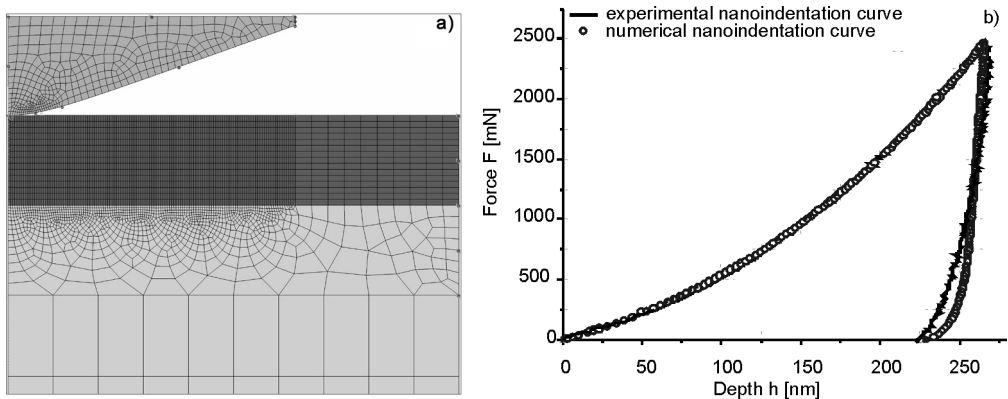 a)
b)
experimental nanoindentation curve
numerical nanoindentation curve
Force F [mN]
2500
2000
1500
1000
500
0
0 50 100 150 200 250
Depth h [nm]